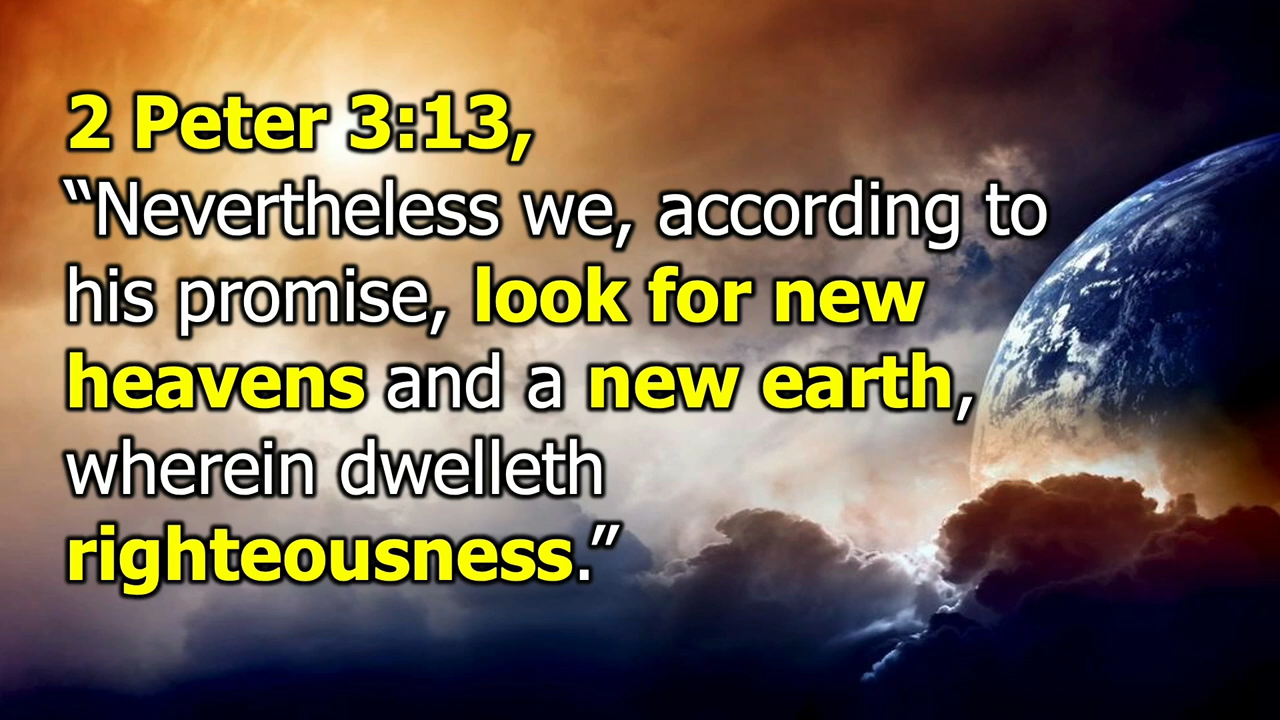 2 Peter 3:13,
“Nevertheless we, according to
his promise, look for new
heavens and a new earth,
wherein dwelleth
righteousness.”